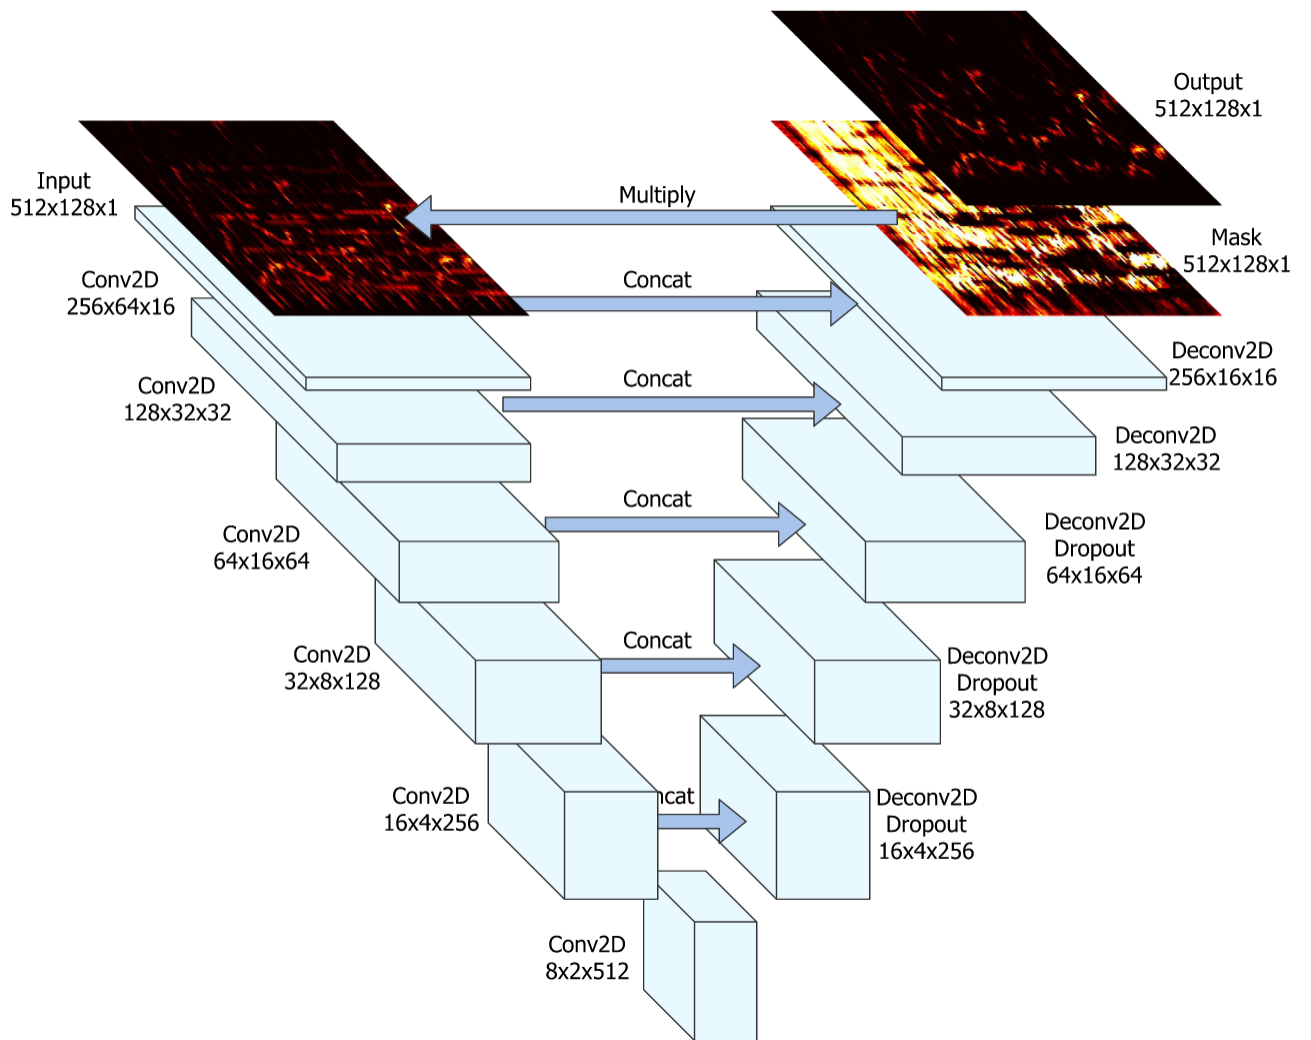 Output
512x128x1
Input
512x128x1
Multiply
Mask
512x128x1
Conv2D
256x64x16
Concat
Deconv2D
256x16x16
Conv2D
128x32x32
Concat
Deconv2D
128x32x32
Conv2D
64x16x64
Concat
Deconv2D
Dropout
64x16x64
Conv2D
32x8x128
Concat
Deconv2D
Dropout
32x8x128
Conv2D
16x4x256
ncat
Deconv2D
Dropout
16x4x256
Conv2D
8x2x512